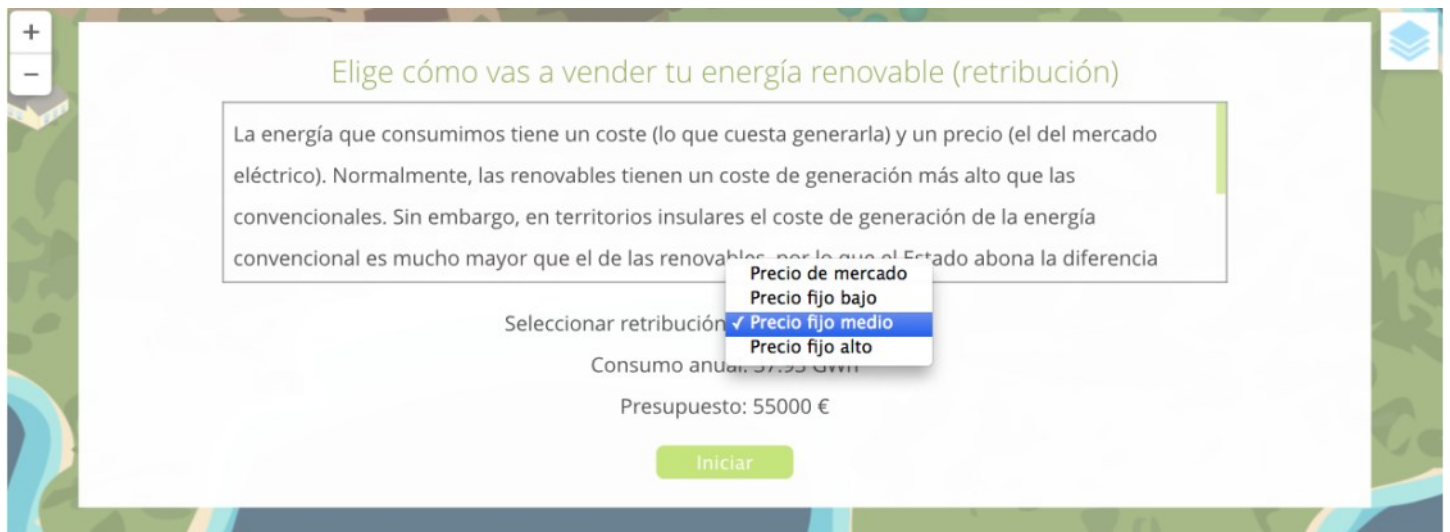 +
−
Elige cómo vas a vender tu energía renovable (retribución)
La energía que consumimos tiene un coste (lo que cuesta generarla) y un precio (el del mercado
eléctrico). Normalmente, las renovables tienen un coste de generación más alto que las
convencionales. Sin embargo, en territorios insulares el coste de generación de la energía
convencional es mucho mayor que el de las renovables, por lo que el Estado abona la diferencia
Precio de mercado
Precio fijo bajo
Seleccionar retribución ✓ Precio fijo medio
Precio fijo alto
Consumo anual: 37.93 GWh
Presupuesto: 55000 €
Iniciar